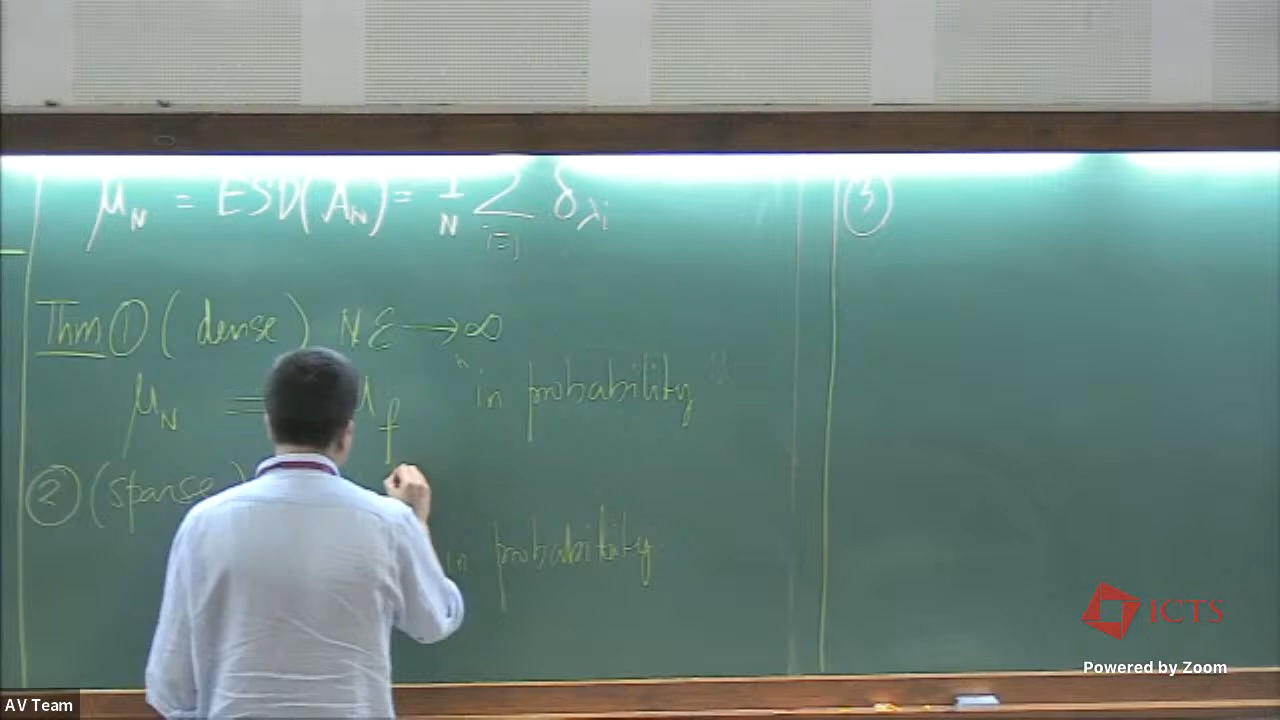 μ_N = ESD(A_N) = 1/N Σ_{i=1} δ_{λi}
Thm ① (dense) Nε → ∞
μ_N μ_f in probability
② (sparse)
in probability
③
ICTS
Powered by Zoom
AV Team